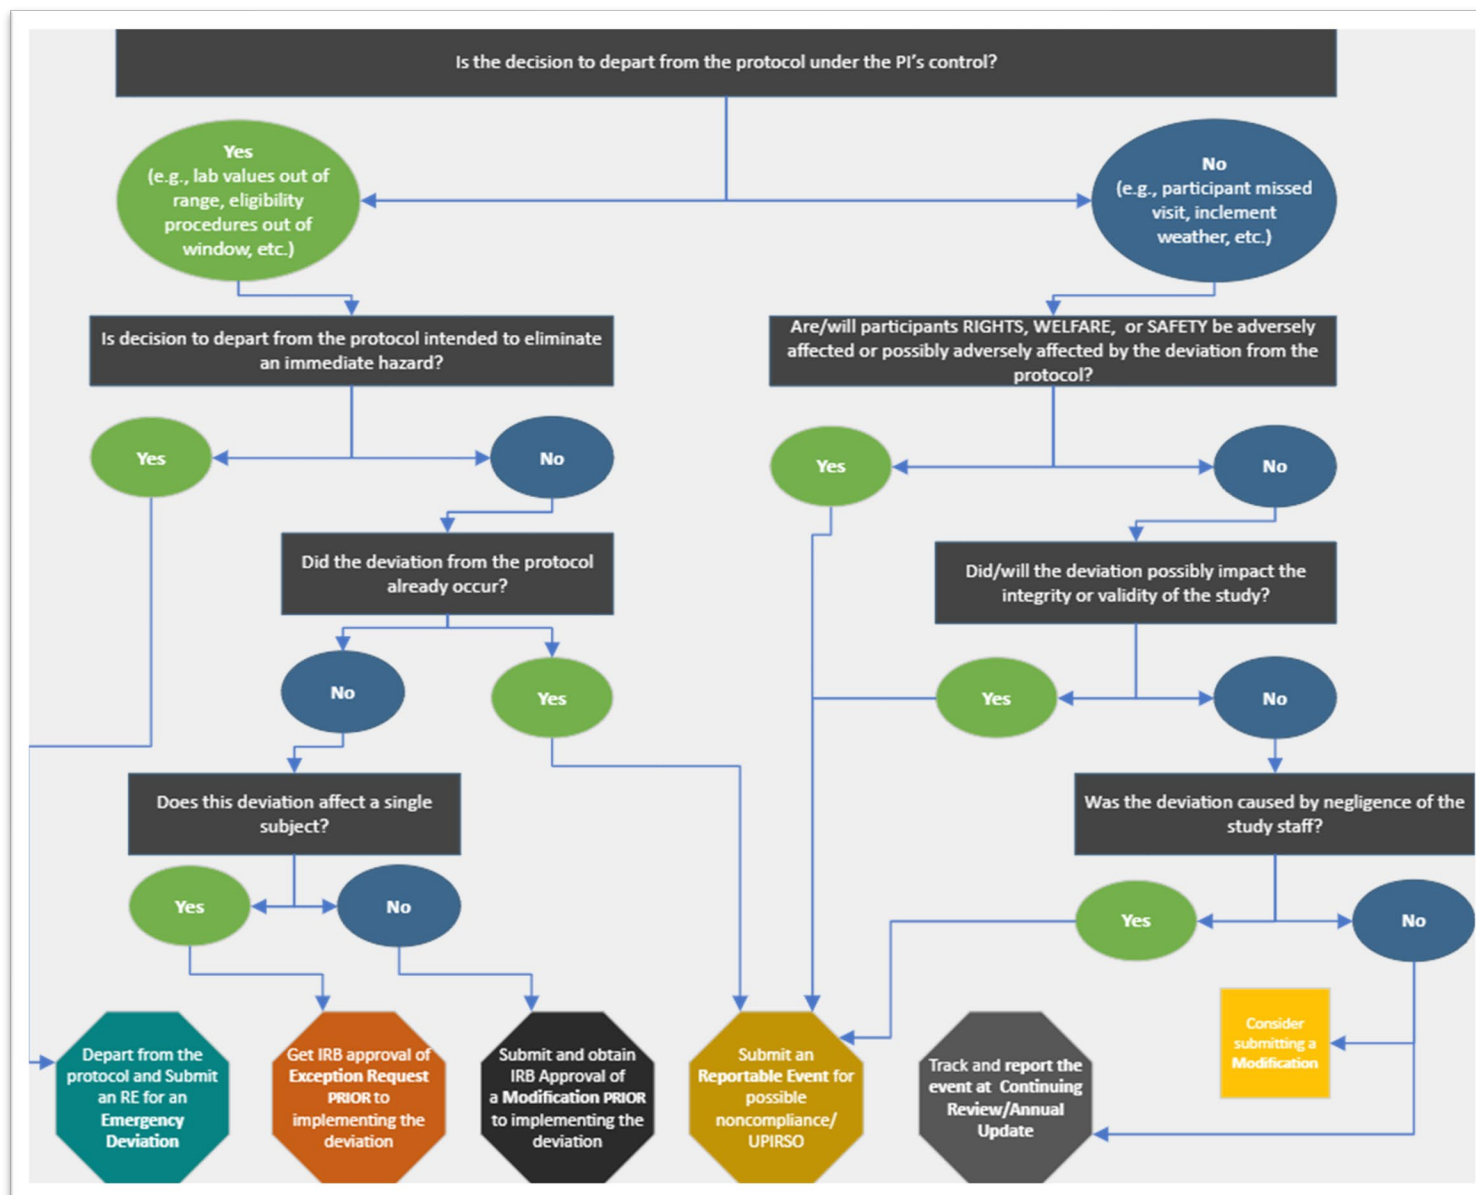 Is the decision to depart from the protocol under the PI's control?
Yes
(e.g., lab values out of
range, eligibility
procedures out of
window, etc.)
No
(e.g., participant missed
visit, inclement
weather, etc.)
Is decision to depart from the protocol intended to eliminate
an immediate hazard?
Are/will participants RIGHTS, WELFARE, or SAFETY be adversely
affected or possibly adversely affected by the deviation from the
protocol?
Yes
No
Yes
No
Did the deviation from the protocol
already occur?
Did/will the deviation possibly impact the
integrity or validity of the study?
No
Yes
Yes
No
Does this deviation affect a single
subject?
Was the deviation caused by negligence of the
study staff?
Yes
No
Yes
No
Depart from the
protocol and Submit
an RE for an
Emergency
Deviation
Get IRB approval of
Exception Request
PRIOR to
implementing the
deviation
Submit and obtain
IRB Approval of
a Modification PRIOR
to implementing the
deviation
Submit an
Reportable Event for
possible
noncompliance/
UPIRSO
Track and report the
event at Continuing
Review/Annual
Update
Consider
submitting a
Modification